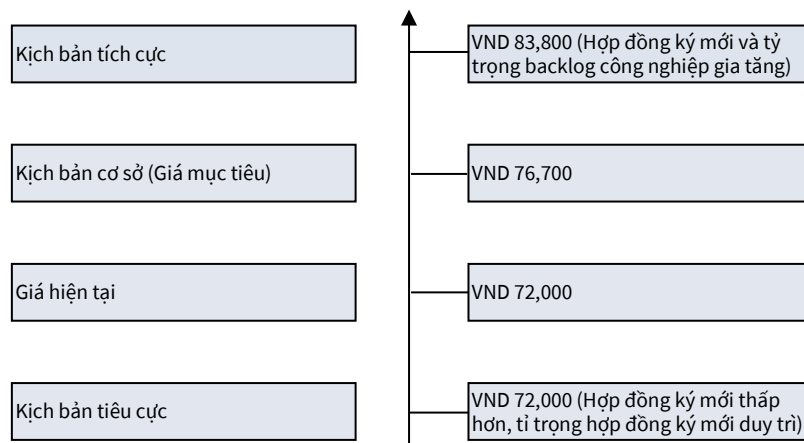 Kịch bản tích cực
VND 83,800 (Hợp đồng ký mới và tỷ
trọng backlog công nghiệp gia tăng)
Kịch bản cơ sở (Giá mục tiêu)
VND 76,700
Giá hiện tại
VND 72,000
Kịch bản tiêu cực
VND 72,000 (Hợp đồng ký mới thấp
hơn, tỉ trọng hợp đồng ký mới duy trì)